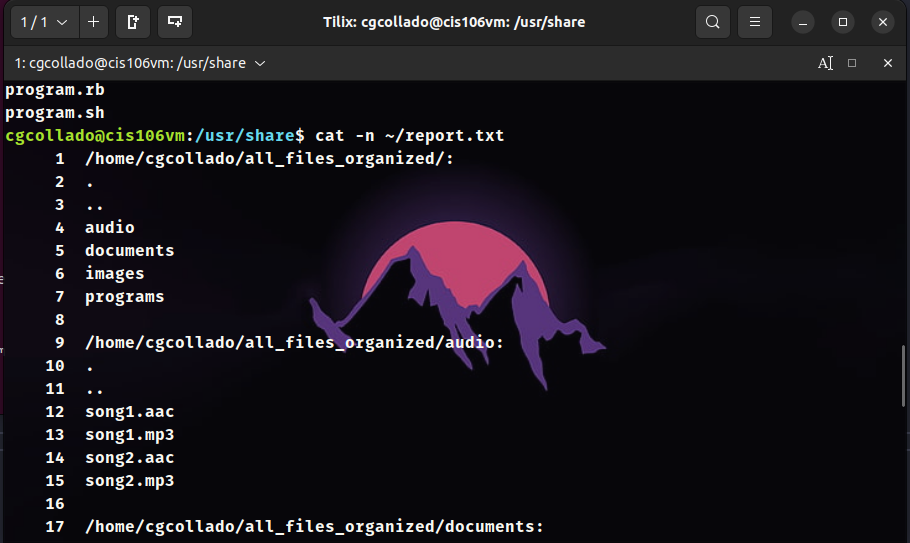 1 / 1
Tilix: cgcollado@cis106vm: /usr/share
1: cgcollado@cis106vm: /usr/share
program.rb
program.sh
cgcollado@cis106vm:/usr/share$ cat -n ~/report.txt
     1  /home/cgcollado/all_files_organized/:
     2  .
     3  ..
     4  audio
     5  documents
     6  images
     7  programs
     8
     9  /home/cgcollado/all_files_organized/audio:
    10  .
    11  ..
    12  song1.aac
    13  song1.mp3
    14  song2.aac
    15  song2.mp3
    16
    17  /home/cgcollado/all_files_organized/documents: